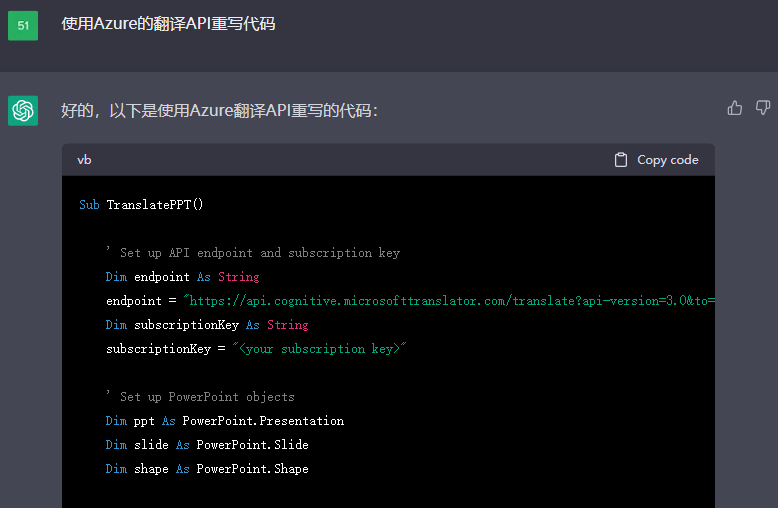 51
使用Azure的翻译API重写代码
好的，以下是使用Azure翻译API重写的代码：
vb Copy code
Sub TranslatePPT()
' Set up API endpoint and subscription key
Dim endpoint As String
endpoint = "https://api.cognitive.microsofttranslator.com/translate?api-version=3.0&to=
Dim subscriptionKey As String
subscriptionKey = "<your subscription key>"
' Set up PowerPoint objects
Dim ppt As PowerPoint.Presentation
Dim slide As PowerPoint.Slide
Dim shape As PowerPoint.Shape